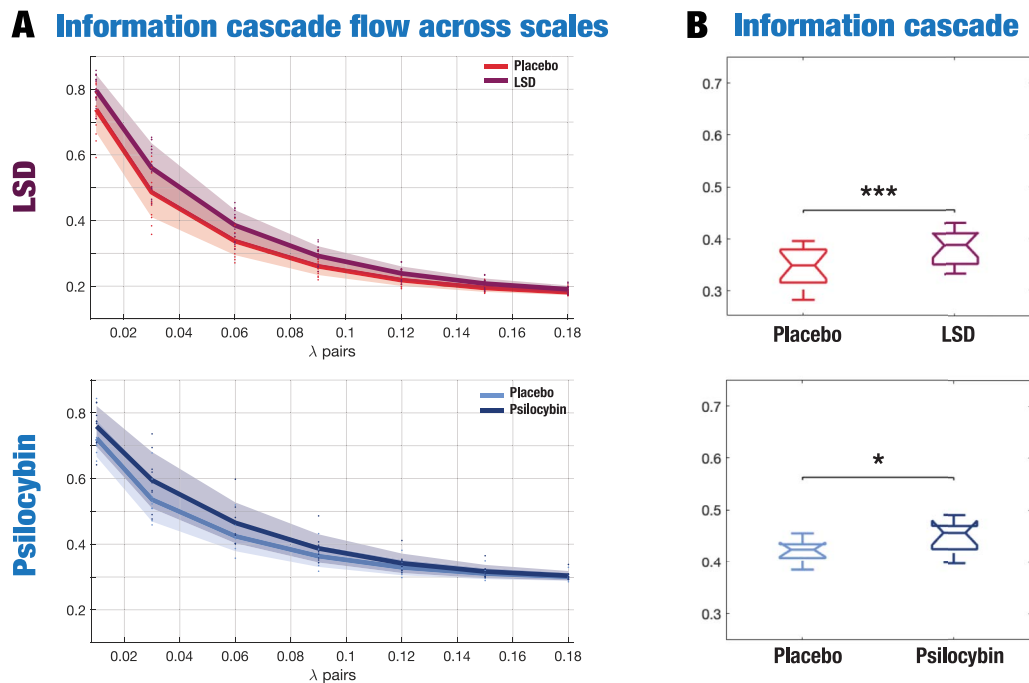 A Information cascade flow across scales
B Information cascade
LSD
Placebo
LSD
0.8
0.6
0.4
0.2
0.02 0.04 0.06 0.08 0.1 0.12 0.14 0.16 0.18
λ pairs
0.7
0.6
0.5
0.4
0.3
***
Placebo LSD
Psilocybin
Placebo
Psilocybin
0.8
0.6
0.4
0.2
0.02 0.04 0.06 0.08 0.1 0.12 0.14 0.16 0.18
λ pairs
0.7
0.6
0.5
0.4
0.3
*
Placebo Psilocybin